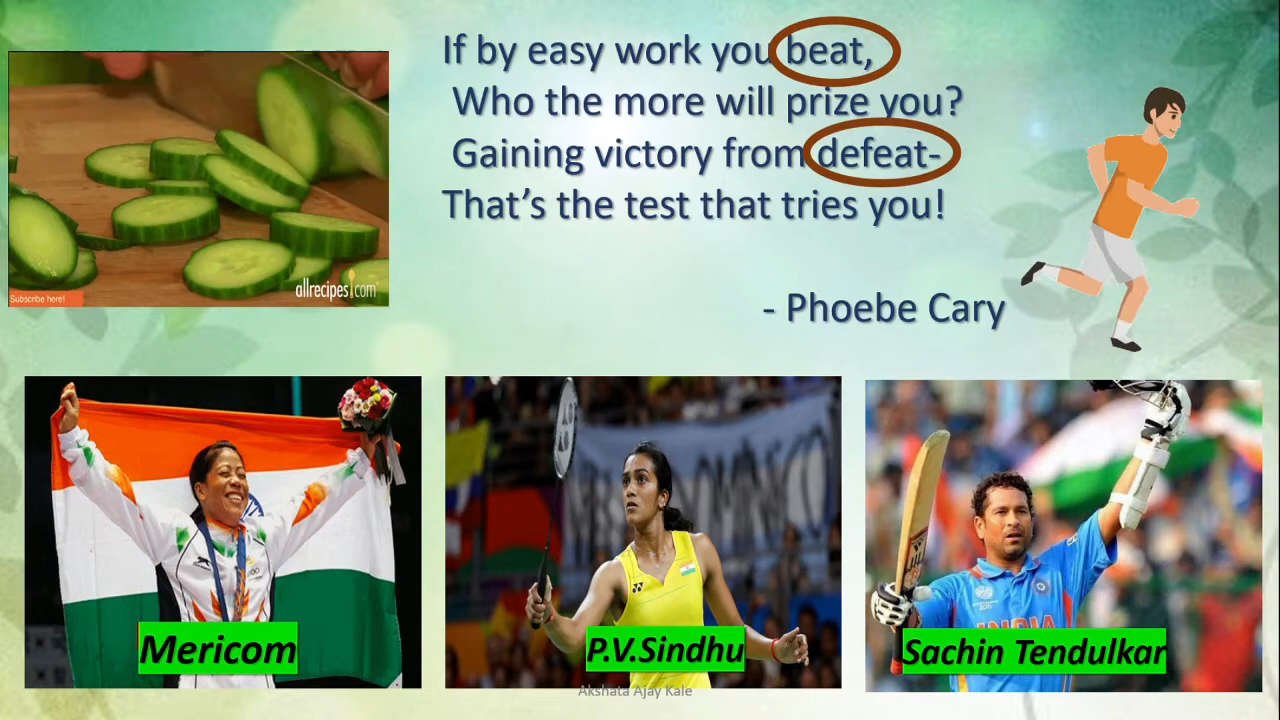 If by easy work you beat,
Who the more will prize you?
Gaining victory from defeat-
That's the test that tries you!
- Phoebe Cary
allrecipes.com
Subscribe here!
Mericom
P.V.Sindhu
INDIA
Sachin Tendulkar
Akshata Ajay Kale